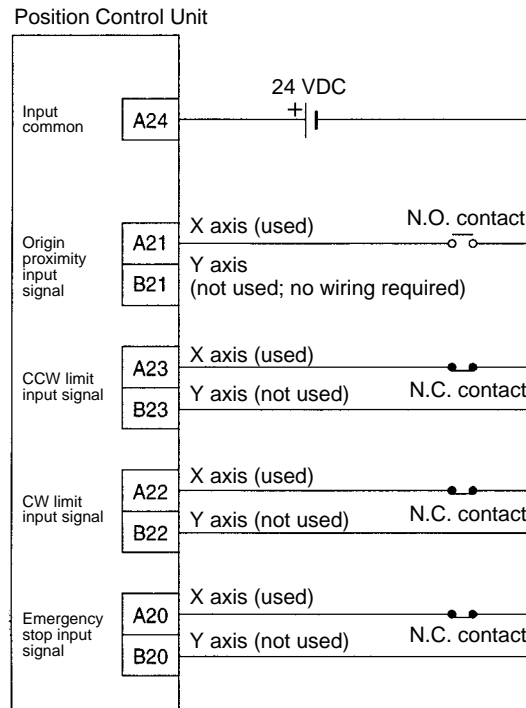 Position Control Unit
24 VDC
+
Input
common
A24
X axis (used)
N.O. contact
Origin
proximity
input
signal
A21
B21
Y axis
(not used; no wiring required)
X axis (used)
CCW limit
input signal
A23
B23
N.C. contact
Y axis (not used)
X axis (used)
CW limit
input signal
A22
B22
N.C. contact
Y axis (not used)
X axis (used)
Emergency
stop input
signal
A20
B20
N.C. contact
Y axis (not used)